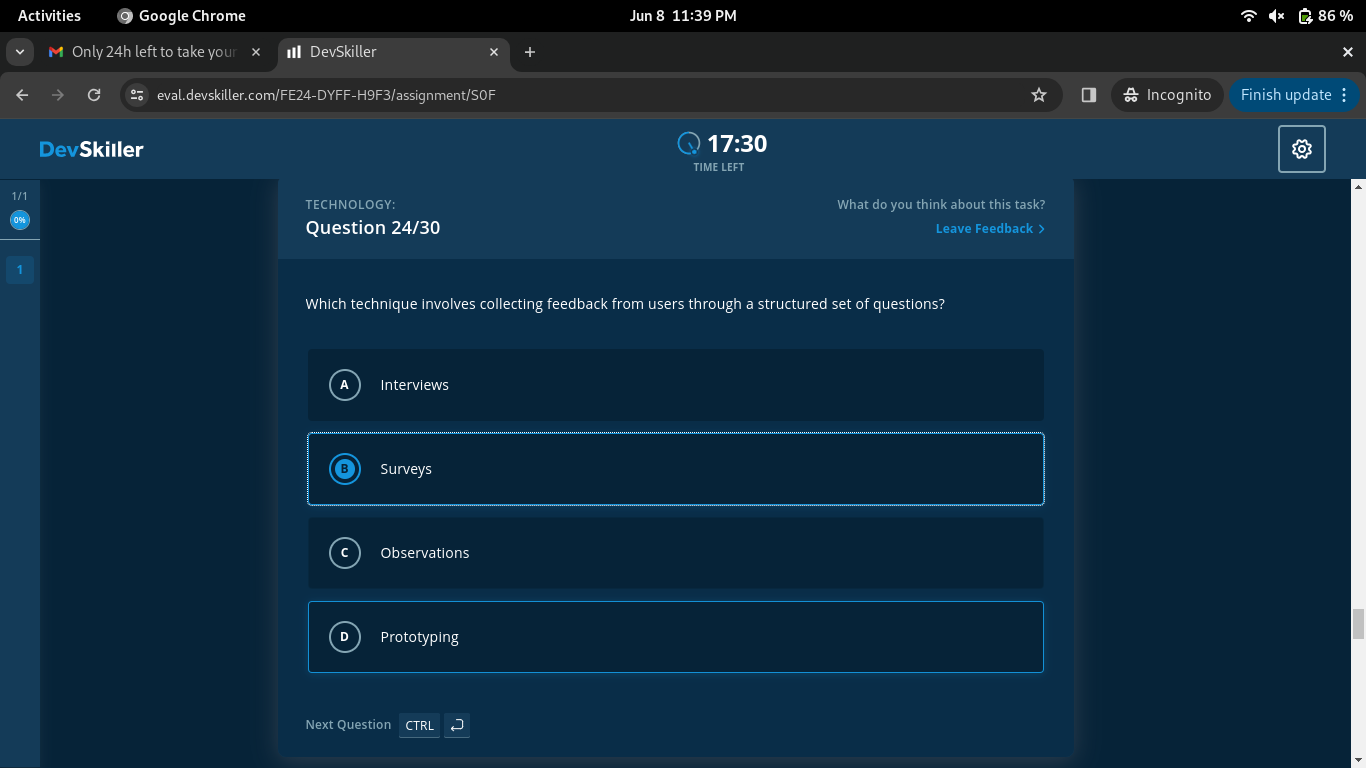 Activities Google Chrome Jun 8 11:39 PM 86 %
Only 24h left to take your DevSkiller
eval.devskiller.com/FE24-DYFF-H9F3/assignment/S0F Incognito Finish update
DevSkiller 17:30
TIME LEFT
1/1
0%
1
TECHNOLOGY: What do you think about this task?
Question 24/30 Leave Feedback
Which technique involves collecting feedback from users through a structured set of questions?
A Interviews
B Surveys
C Observations
D Prototyping
Next Question CTRL